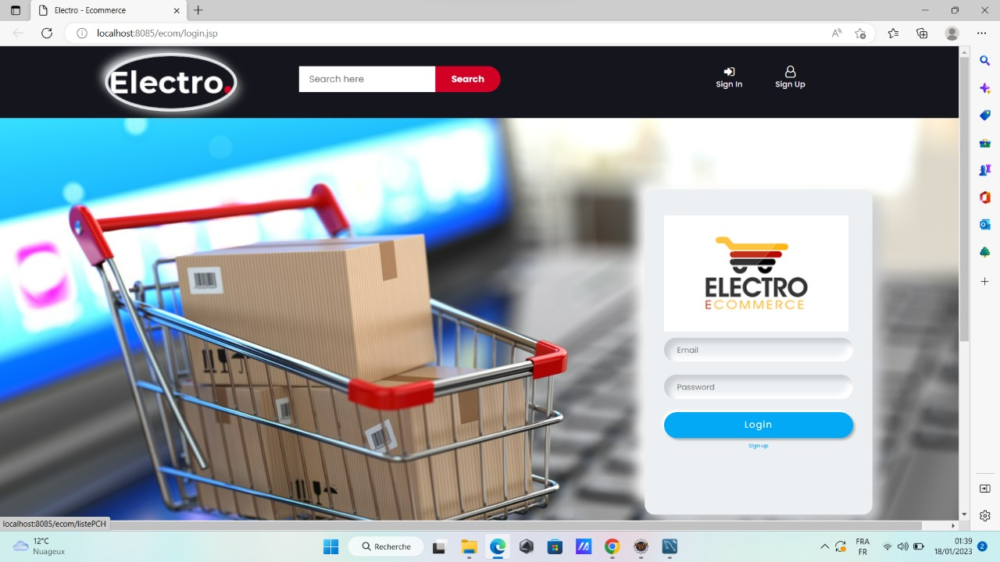 Electro - Ecommerce
localhost:8085/ecom/login.jsp
Electro.
Search here
Search
Sign In
Sign Up
ELECTRO
ECOMMERCE
Email
Password
Login
Sign up
localhost:8085/ecom/listePCH
12°C
Nuageux
Recherche
FRA
FR
01:39
18/01/2023
2